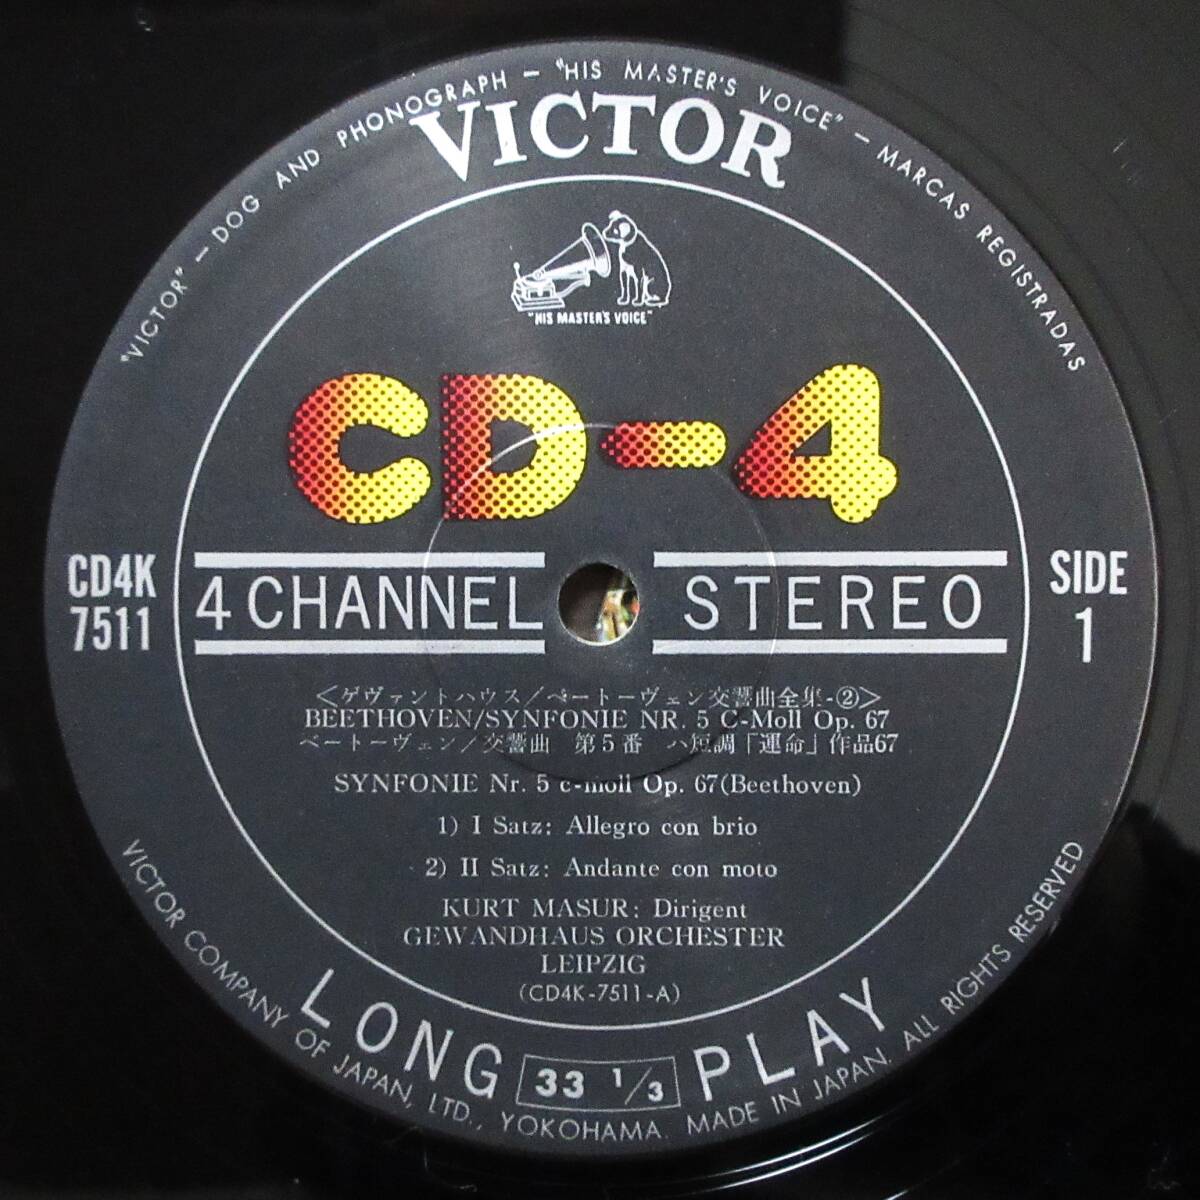 "VICTOR" — DOG AND PHONOGRAPH — "HIS MASTER'S VOICE" — MARCAS REGISTRADAS
VICTOR
"HIS MASTER'S VOICE"
CD-4
CD4K
7511
4 CHANNEL STEREO
SIDE
1
<ゲヴァントハウス/ベートーヴェン交響曲全集-②>
BEETHOVEN/SYNFONIE NR. 5 C-Moll Op. 67
ベートーヴェン/交響曲 第5番 ハ短調「運命」作品67
SYNFONIE Nr. 5 c-moll Op. 67(Beethoven)
1) I Satz: Allegro con brio
2) II Satz: Andante con moto
KURT MASUR: Dirigent
GEWANDHAUS ORCHESTER
LEIPZIG
(CD4K-7511-A)
LONG 33 1/3 PLAY
VICTOR COMPANY OF JAPAN, LTD., YOKOHAMA. MADE IN JAPAN. ALL RIGHTS RESERVED